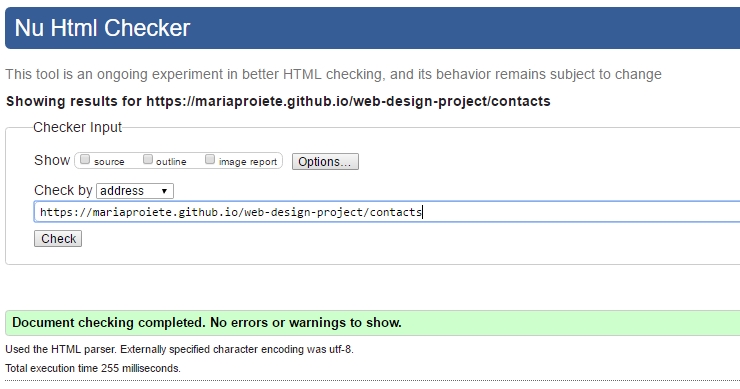 Nu Html Checker
This tool is an ongoing experiment in better HTML checking, and its behavior remains subject to change
Showing results for https://mariaproiete.github.io/web-design-project/contacts
Checker Input
Show source outline image report Options...
Check by address
https://mariaproiete.github.io/web-design-project/contacts
Check
Document checking completed. No errors or warnings to show.
Used the HTML parser. Externally specified character encoding was utf-8.
Total execution time 255 milliseconds.